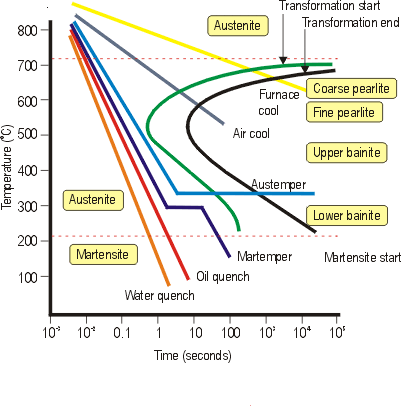 Transformation start
Austenite
Transformation end
800
700
600
500
400
300
200
100
Temperature (°C)
Furnace
cool
Coarse pearlite
Fine pearlite
Air cool
Upper bainite
Austemper
Austenite
Lower bainite
Martensite
Martemper
Martensite start
Oil quench
Water quench
10⁻³ 10⁻² 0.1 1 10 100 10³ 10⁴ 10⁵
Time (seconds)